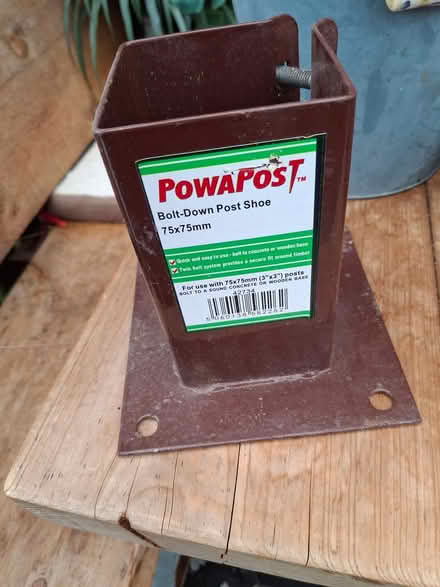 POWAPOST™
Bolt-Down Post Shoe
75x75mm
Quick and easy to use - bolt to concrete or wooden base
Twin bolt system provides a secure fit around timber
For use with 75x75mm (3"x3") posts
BOLT TO A SOUND CONCRETE OR WOODEN BASE
42734